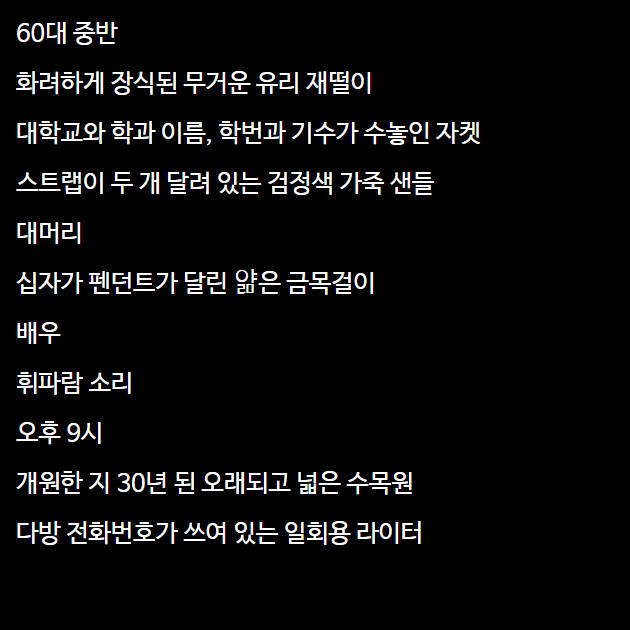 60대 중반
화려하게 장식된 무거운 유리 재떨이
대학교와 학과 이름, 학번과 기수가 수놓인 자켓
스트랩이 두 개 달려 있는 검정색 가죽 샌들
대머리
십자가 펜던트가 달린 얆은 금목걸이
배우
휘파람 소리
오후 9시
개원한 지 30년 된 오래되고 넓은 수목원
다방 전화번호가 쓰여 있는 일회용 라이터